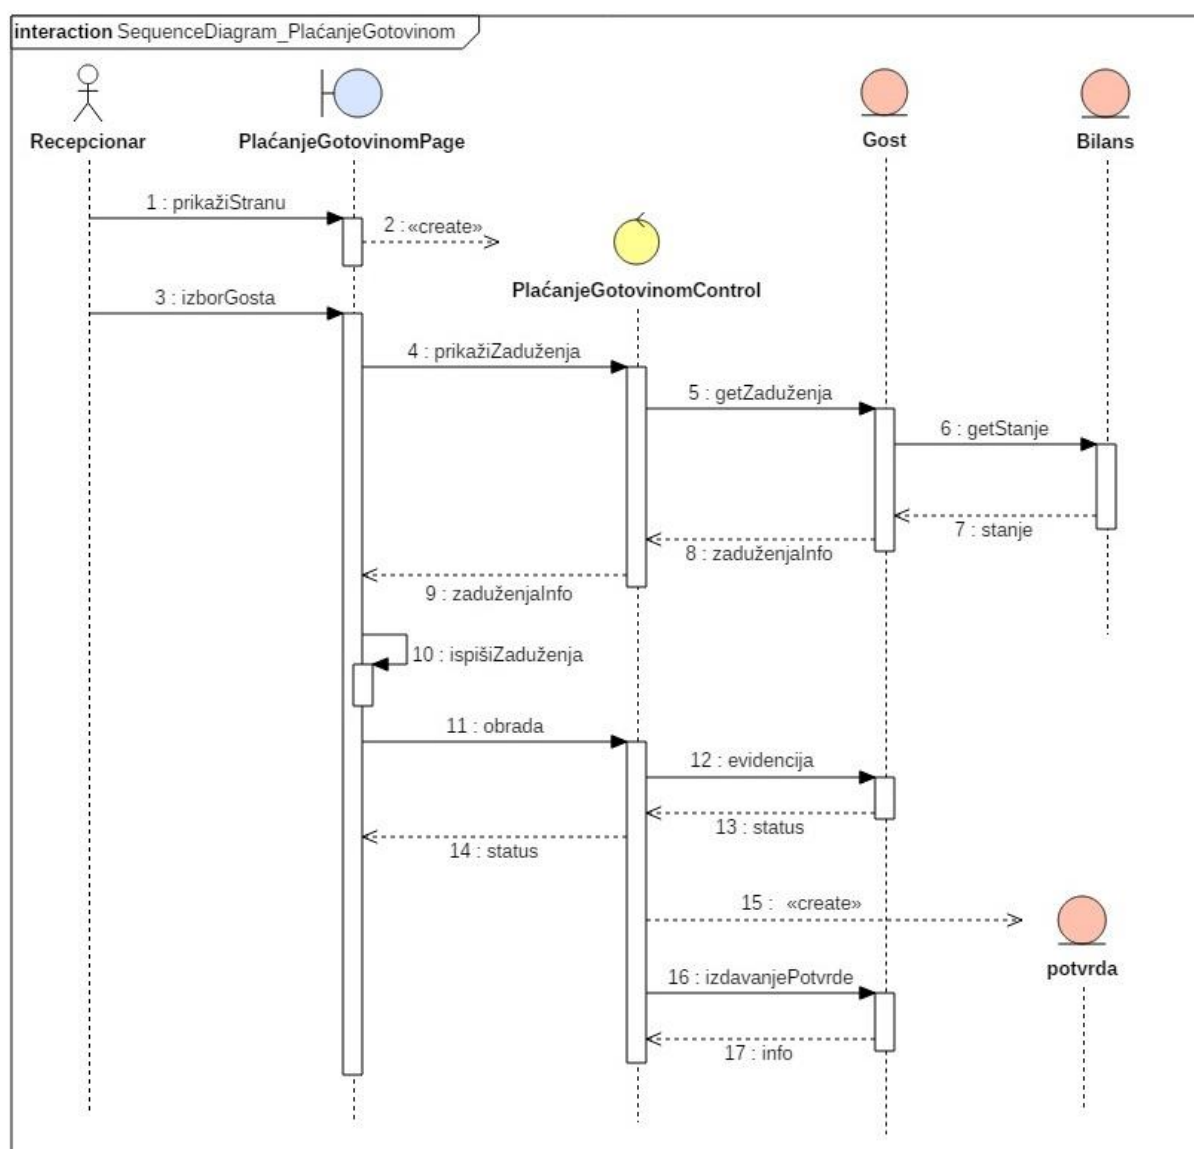 interaction SequenceDiagram_PlaćanjeGotovinom
Recepcionar
PlaćanjeGotovinomPage
Gost
Bilans
1 : prikažiStranu
2 : «create»
PlaćanjeGotovinomControl
3 : izborGosta
4 : prikažiZaduženja
5 : getZaduženja
6 : getStanje
7 : stanje
8 : zaduženjaInfo
9 : zaduženjaInfo
10 : ispišiZaduženja
11 : obrada
12 : evidencija
13 : status
14 : status
15 : «create»
potvrda
16 : izdavanjePotvrde
17 : info